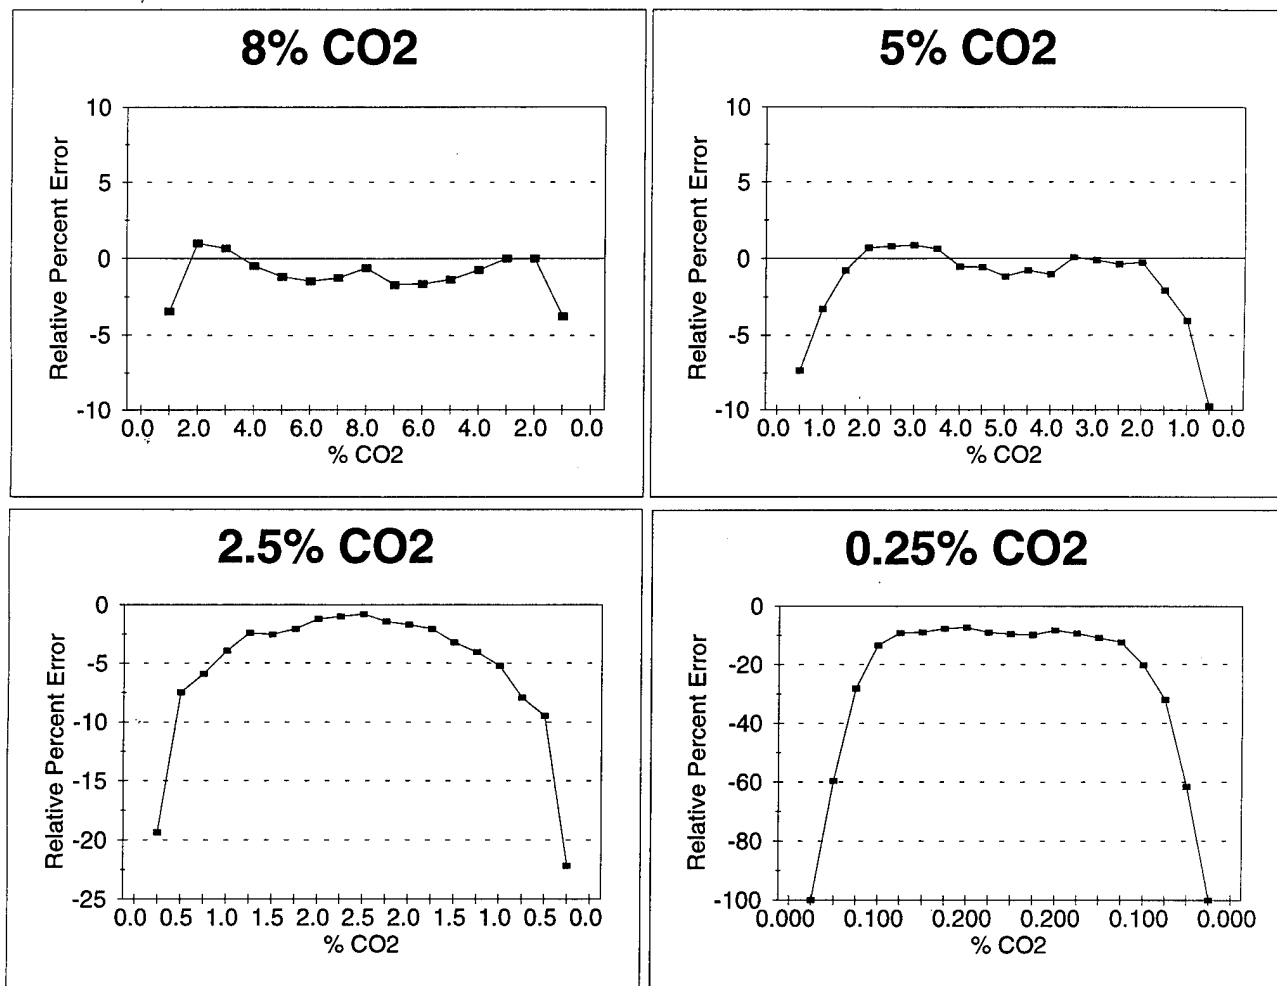 8% CO2
Relative Percent Error
10
5
0
-5
-10
0.0 2.0 4.0 6.0 8.0 6.0 4.0 2.0 0.0
% CO2
5% CO2
Relative Percent Error
10
5
0
-5
-10
0.0 1.0 2.0 3.0 4.0 5.0 4.0 3.0 2.0 1.0 0.0
% CO2
2.5% CO2
Relative Percent Error
0
-5
-10
-15
-20
-25
0.0 0.5 1.0 1.5 2.0 2.5 2.0 1.5 1.0 0.5 0.0
% CO2
0.25% CO2
Relative Percent Error
0
-20
-40
-60
-80
-100
0.000 0.100 0.200 0.200 0.100 0.000
% CO2